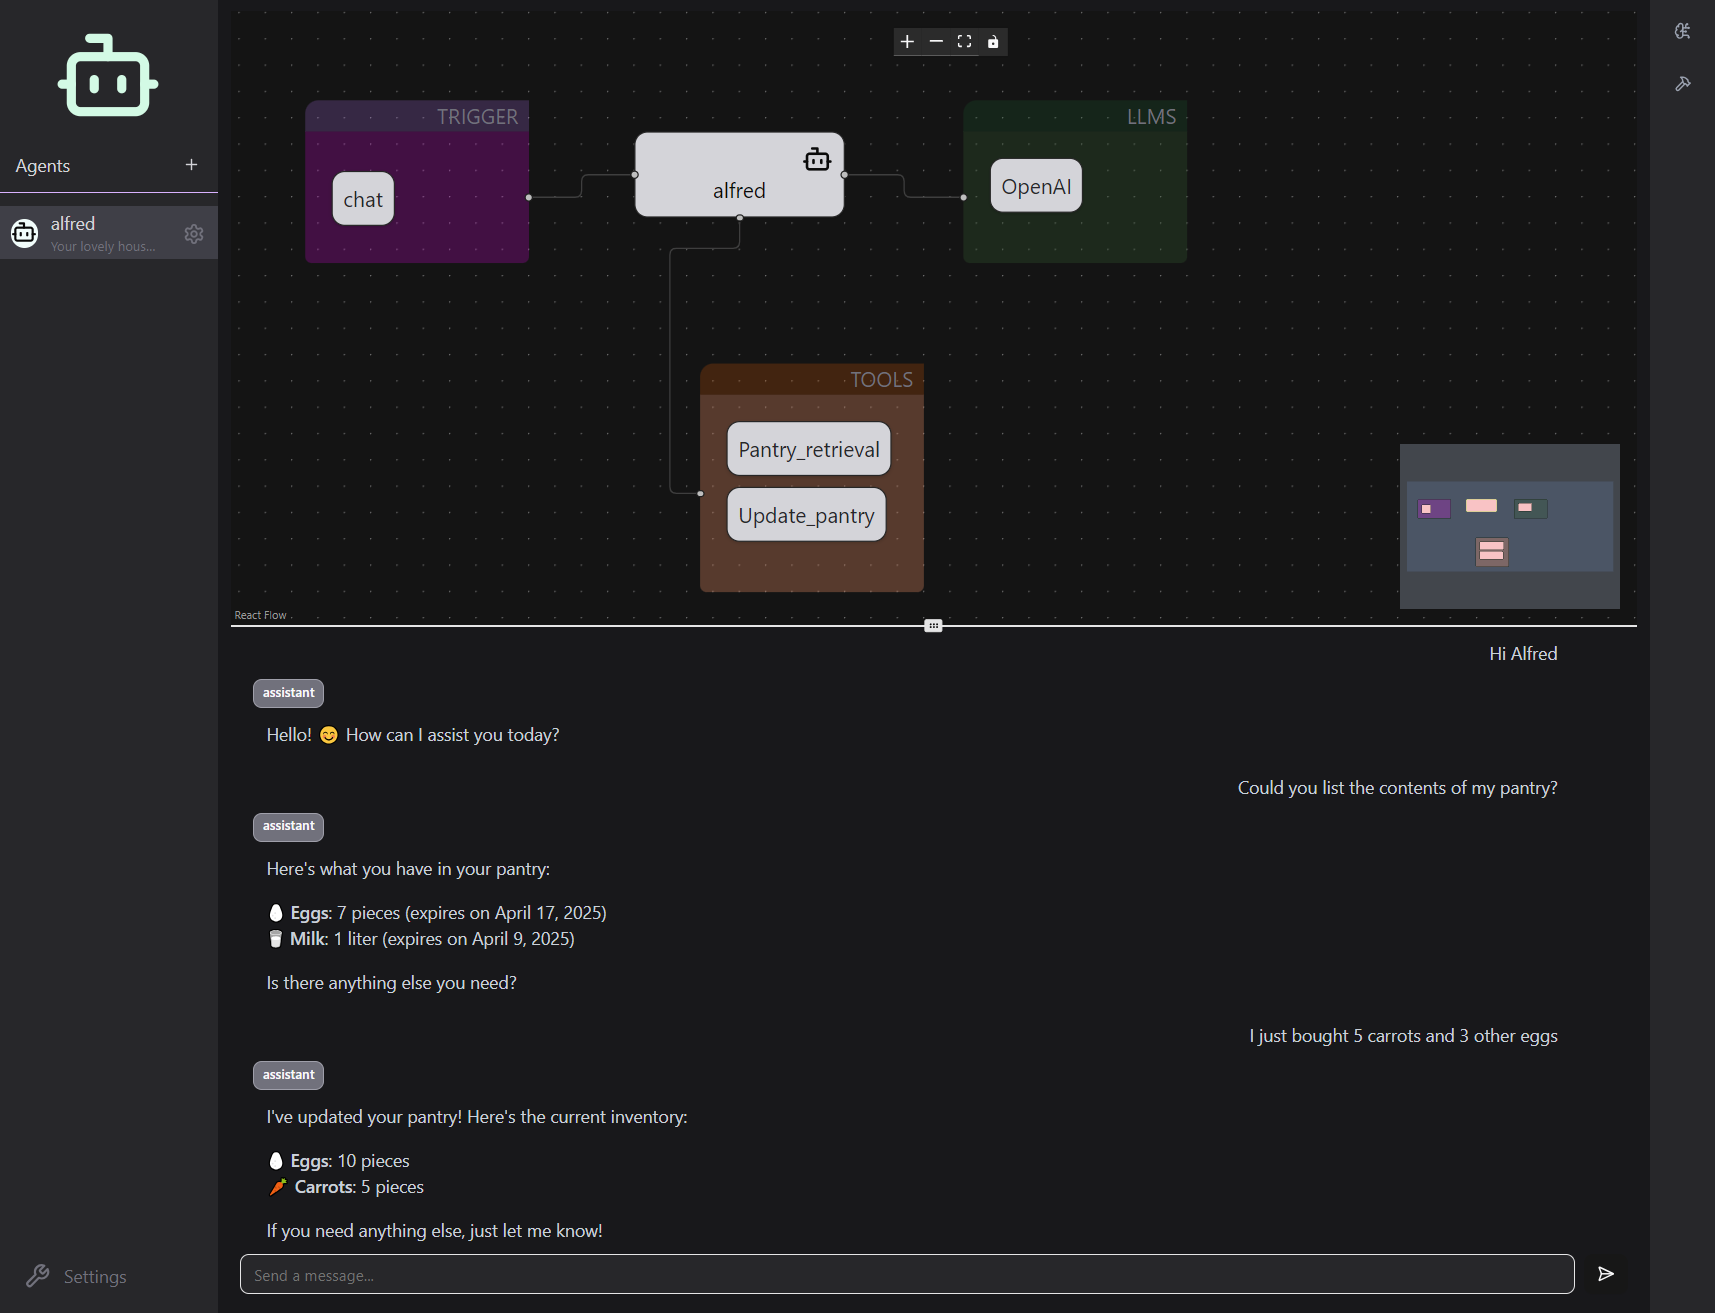 Agents
alfred
Your lovely hous...
Settings
TRIGGER
chat
alfred
LLMS
OpenAI
TOOLS
Pantry_retrieval
Update_pantry
React Flow
Hi Alfred
assistant
Hello! 😊 How can I assist you today?
Could you list the contents of my pantry?
assistant
Here's what you have in your pantry:
🥚 Eggs: 7 pieces (expires on April 17, 2025)
🥛 Milk: 1 liter (expires on April 9, 2025)
Is there anything else you need?
I just bought 5 carrots and 3 other eggs
assistant
I've updated your pantry! Here's the current inventory:
🥚 Eggs: 10 pieces
🥕 Carrots: 5 pieces
If you need anything else, just let me know!
Send a message...